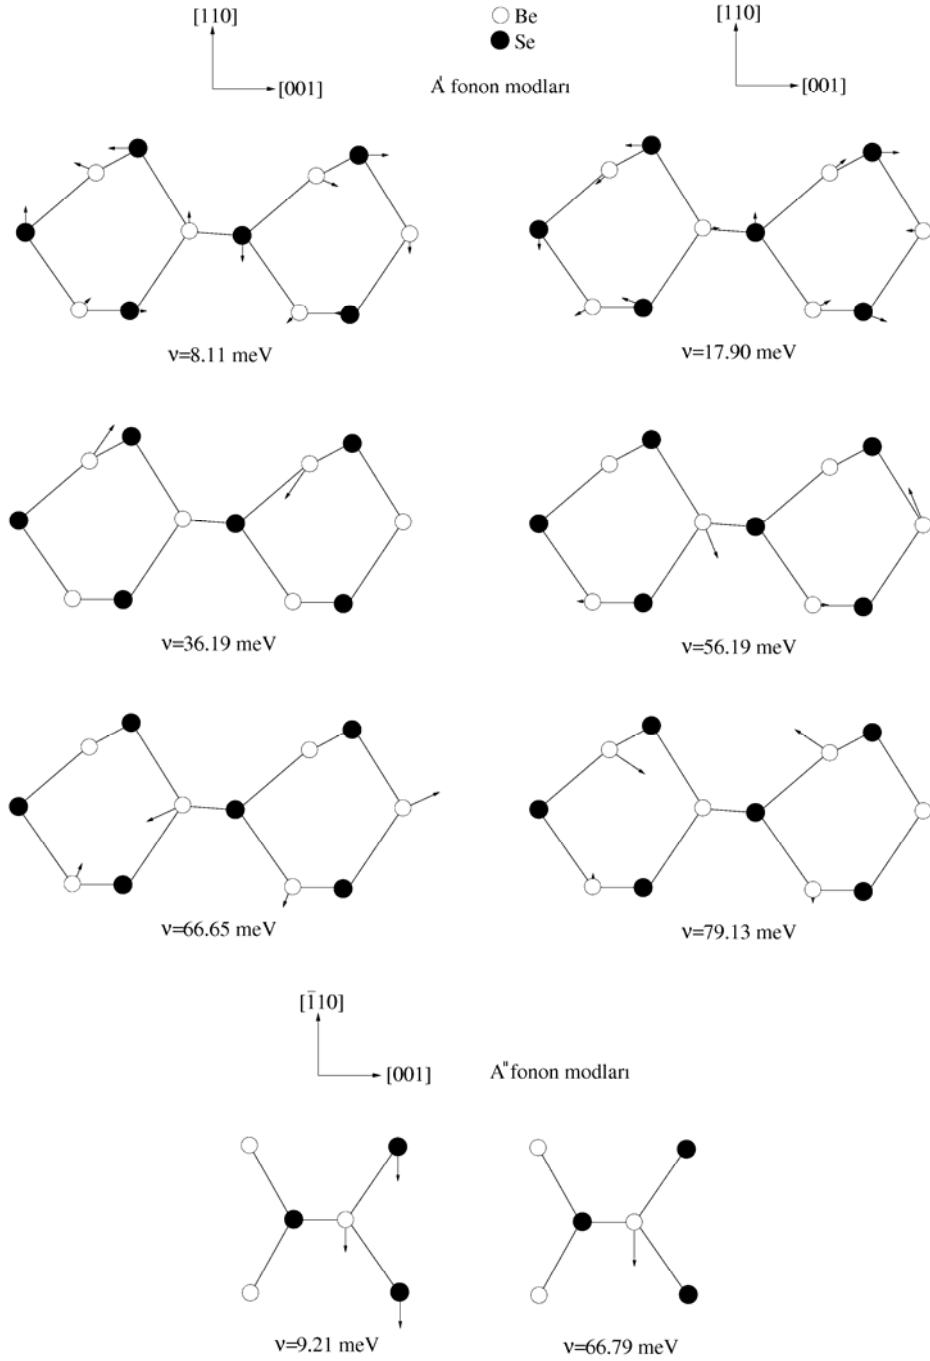 [110]
[001]
Be
Se
A' fonon modları
[110]
[001]
ν=8.11 meV
ν=17.90 meV
ν=36.19 meV
ν=56.19 meV
ν=66.65 meV
ν=79.13 meV
[1̄10]
[001]
A" fonon modları
ν=9.21 meV
ν=66.79 meV